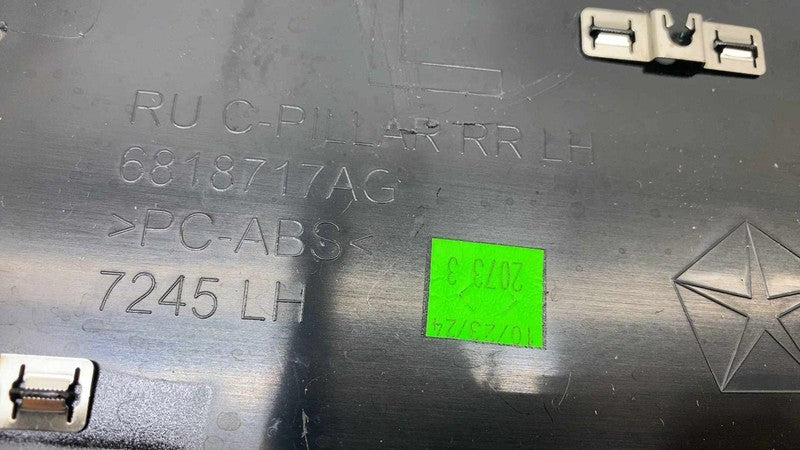 RU C-PILLAR RR LH
6818717AG
>PC-ABS<
7245 LH
10/23/24
2073 3